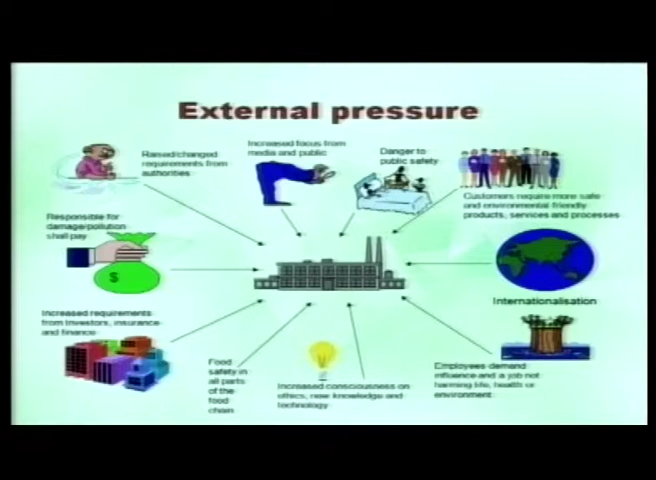 External pressure
Raised/changed
requirements from
authorities
Increased focus from
media and public
Danger to
public safety
Customers require more safe
and environmental friendly
products, services and processes
Responsible for
damage/pollution
shall pay
$
Internationalisation
Increased requirements
from Investors, insurance
and finance
Food
safety in
all parts
of the
food
chain
Increased consciousness on
ethics, new knowledge and
technology
Employees demand
influence and a job not
harming life, health or
environment